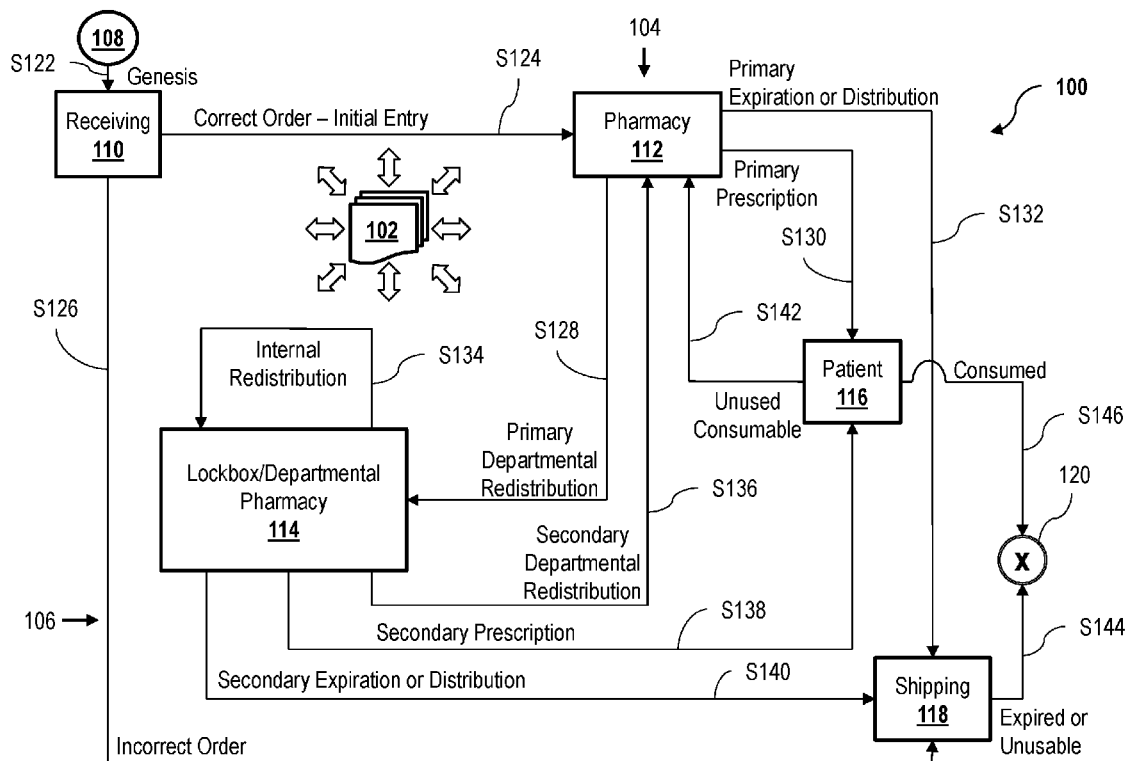 108
104
S122
Genesis
S124
Primary
Expiration or Distribution
100
Receiving
110
Correct Order – Initial Entry
Pharmacy
112
Primary
Prescription
102
S132
S130
S126
S128
S142
Internal
Redistribution
S134
Patient
116
Consumed
Unused
Consumable
S146
Primary
Departmental
Redistribution
S136
120
Lockbox/Departmental
Pharmacy
114
Secondary
Departmental
Redistribution
X
106
S138
S144
Secondary Prescription
Secondary Expiration or Distribution
S140
Shipping
118
Expired or
Unusable
Incorrect Order